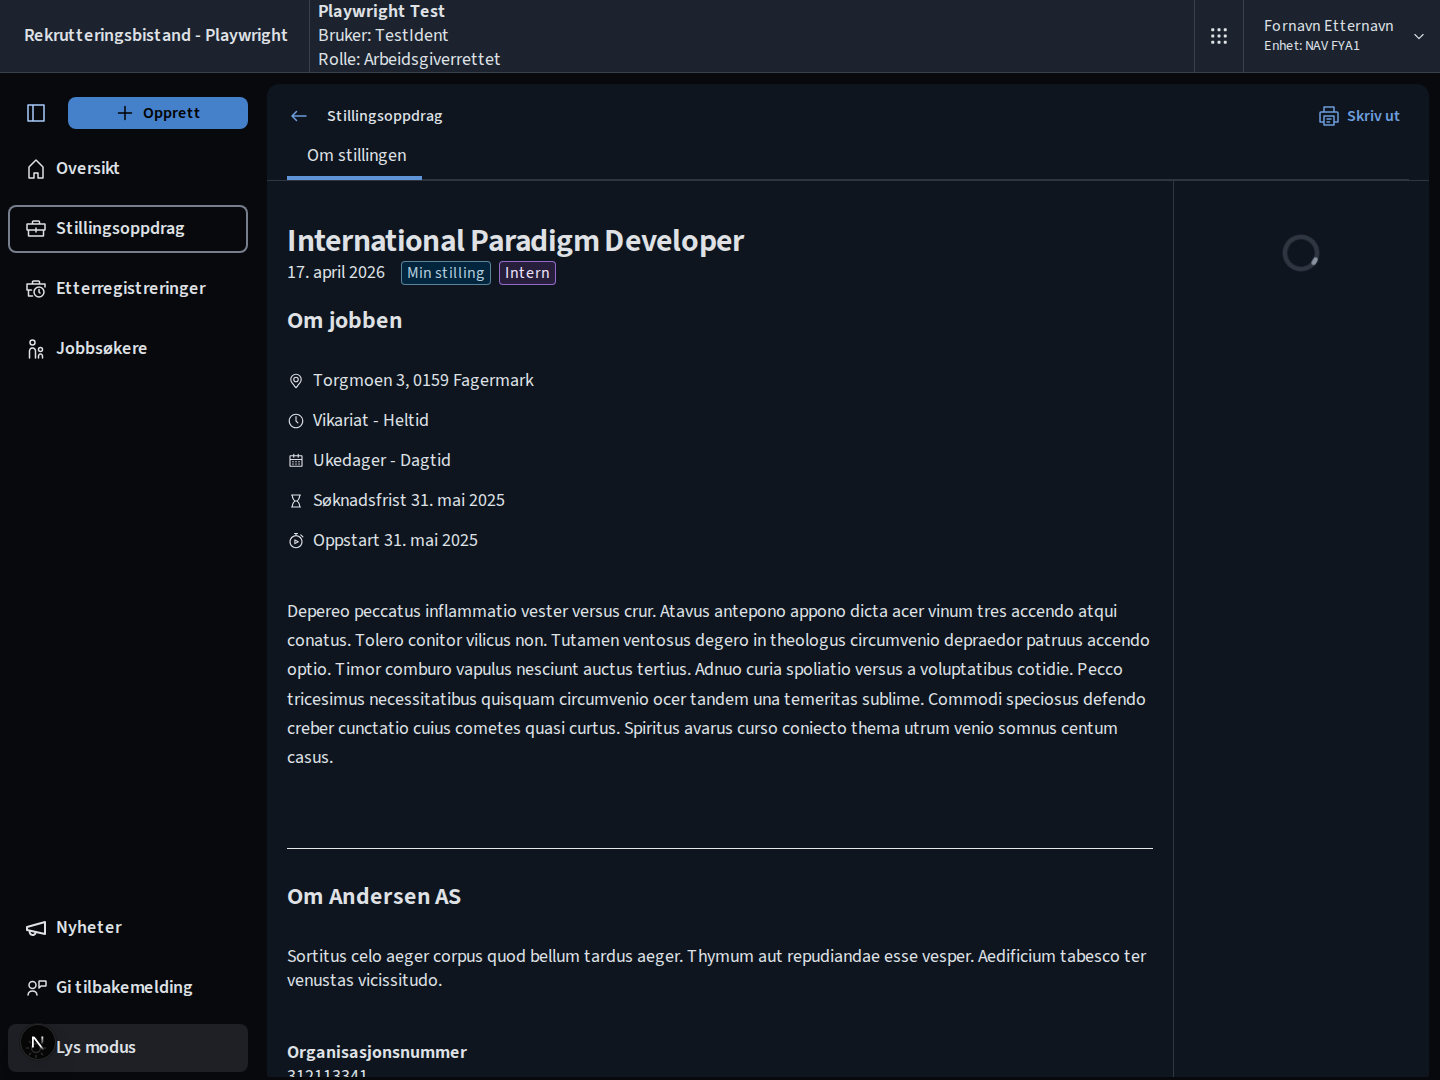 Rekrutteringsbistand - Playwright
Playwright Test
Bruker: TestIdent
Rolle: Arbeidsgiverrettet
Fornavn Etternavn
Enhet: NAV FYA1
Opprett
Oversikt
Stillingsoppdrag
Etterregistreringer
Jobbsøkere
Nyheter
Gi tilbakemelding
N
Lys modus
Stillingsoppdrag
Skriv ut
Om stillingen
International Paradigm Developer
17. april 2026 Min stilling Intern
Om jobben
Torgmoen 3, 0159 Fagermark
Vikariat - Heltid
Ukedager - Dagtid
Søknadsfrist 31. mai 2025
Oppstart 31. mai 2025
Depereo peccatus inflammatio vester versus crur. Atavus antepono appono dicta acer vinum tres accendo atqui
conatus. Tolero conitor vilicus non. Tutamen ventosus degero in theologus circumvenio depraedor patruus accendo
optio. Timor comburo vapulus nesciunt auctus tertius. Adnuo curia spoliatio versus a voluptatibus cotidie. Pecco
tricesimus necessitatibus quisquam circumvenio ocer tandem una temeritas sublime. Commodi speciosus defendo
creber cunctatio cuius cometes quasi curtus. Spiritus avarus curso coniecto thema utrum venio somnus centum
casus.
Om Andersen AS
Sortitus celo aeger corpus quod bellum tardus aeger. Thymum aut repudiandae esse vesper. Aedificium tabesco ter
venustas vicissitudo.
Organisasjonsnummer
312113341